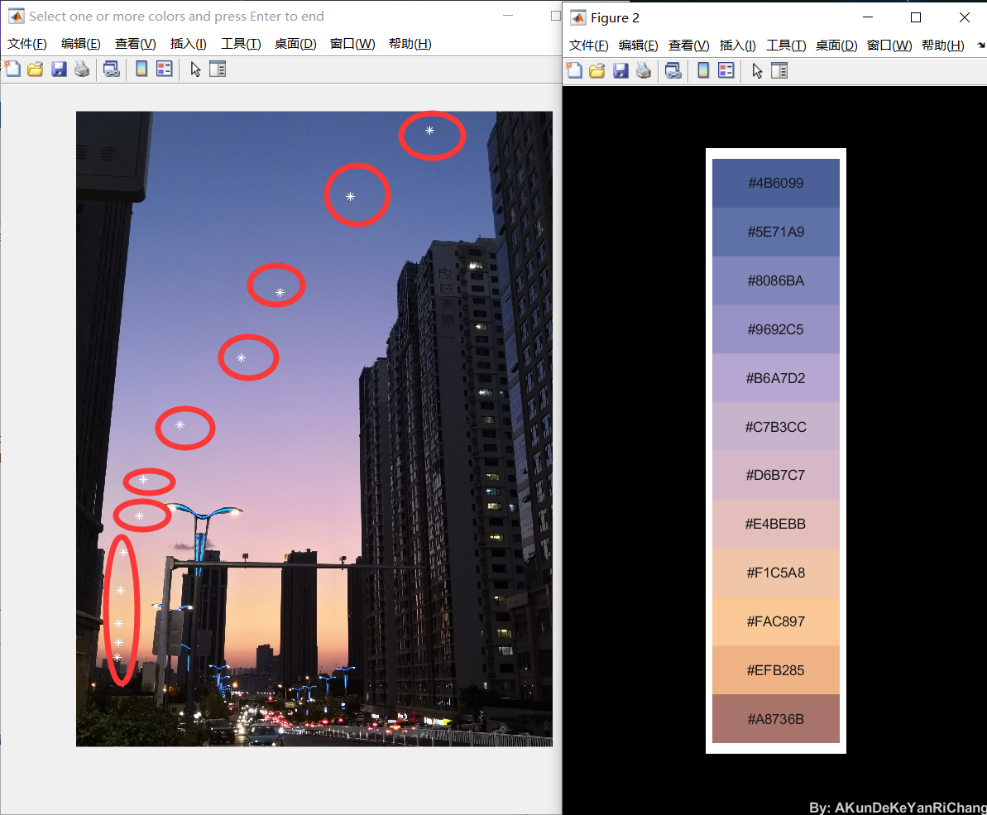 Select one or more colors and press Enter to end
文件(F) 编辑(E) 查看(V) 插入(I) 工具(T) 桌面(D) 窗口(W) 帮助(H)
Figure 2
文件(F) 编辑(E) 查看(V) 插入(I) 工具(T) 桌面(D) 窗口(W) 帮助(H)
#4B6099
#5E71A9
#8086BA
#9692C5
#B6A7D2
#C7B3CC
#D6B7C7
#E4BEBB
#F1C5A8
#FAC897
#EFB285
#A8736B
By: AKunDeKeYanRiChang